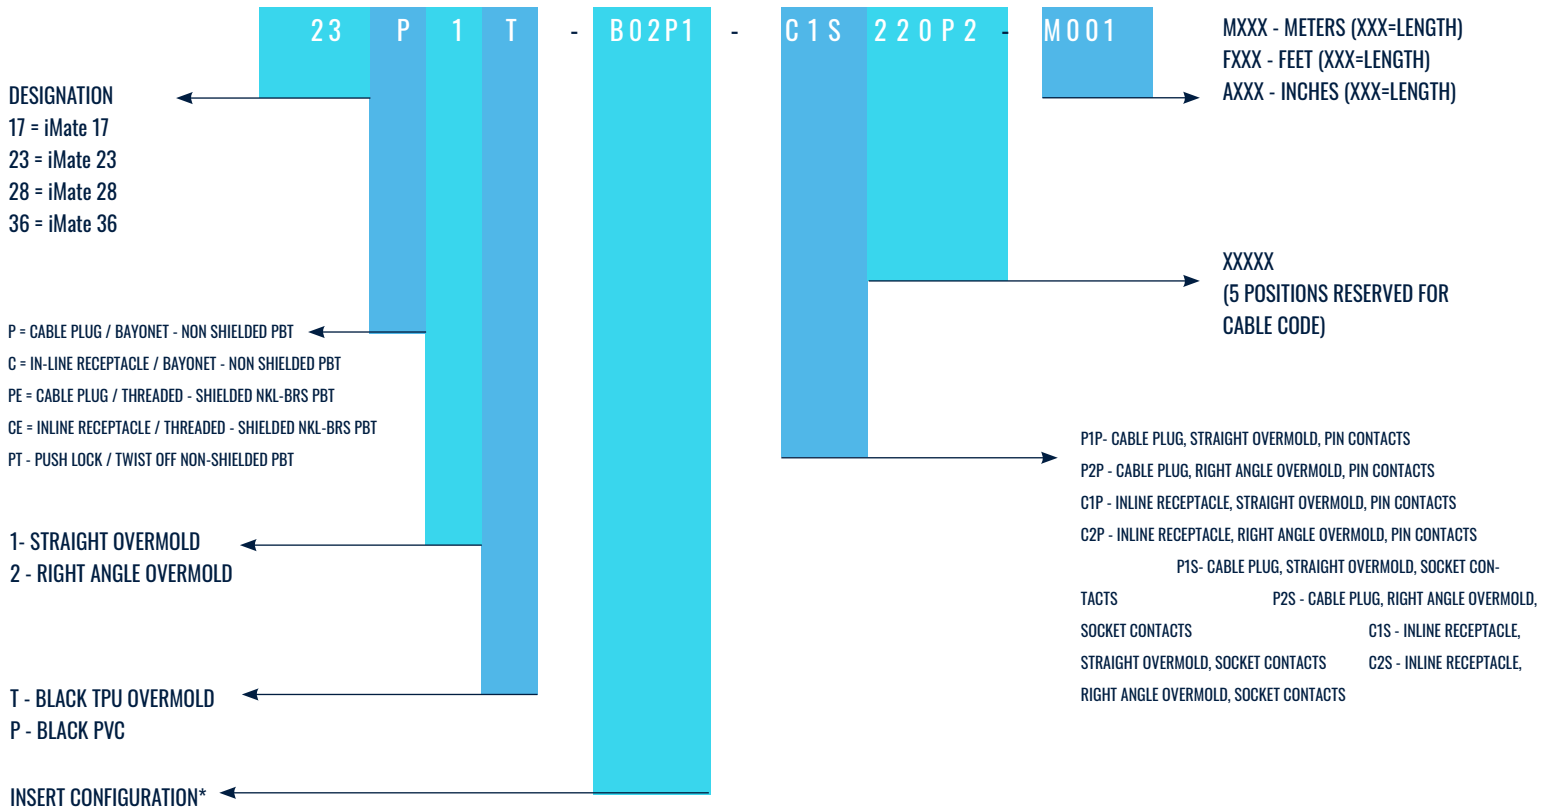 23 P 1 T - B02P1 - C1S 220P2 - M001
DESIGNATION
17 = iMate 17
23 = iMate 23
28 = iMate 28
36 = iMate 36
P = CABLE PLUG / BAYONET - NON SHIELDED PBT
C = IN-LINE RECEPTACLE / BAYONET - NON SHIELDED PBT
PE = CABLE PLUG / THREADED - SHIELDED NKL-BRS PBT
CE = INLINE RECEPTACLE / THREADED - SHIELDED NKL-BRS PBT
PT - PUSH LOCK / TWIST OFF NON-SHIELDED PBT
1- STRAIGHT OVERMOLD
2 - RIGHT ANGLE OVERMOLD
T - BLACK TPU OVERMOLD
P - BLACK PVC
INSERT CONFIGURATION*
MXXX - METERS (XXX=LENGTH)
FXXX - FEET (XXX=LENGTH)
AXXX - INCHES (XXX=LENGTH)
XXXXX
(5 POSITIONS RESERVED FOR
CABLE CODE)
P1P- CABLE PLUG, STRAIGHT OVERMOLD, PIN CONTACTS
P2P - CABLE PLUG, RIGHT ANGLE OVERMOLD, PIN CONTACTS
C1P - INLINE RECEPTACLE, STRAIGHT OVERMOLD, PIN CONTACTS
C2P - INLINE RECEPTACLE, RIGHT ANGLE OVERMOLD, PIN CONTACTS
P1S- CABLE PLUG, STRAIGHT OVERMOLD, SOCKET CON-
TACTS P2S - CABLE PLUG, RIGHT ANGLE OVERMOLD,
SOCKET CONTACTS C1S - INLINE RECEPTACLE,
STRAIGHT OVERMOLD, SOCKET CONTACTS C2S - INLINE RECEPTACLE,
RIGHT ANGLE OVERMOLD, SOCKET CONTACTS